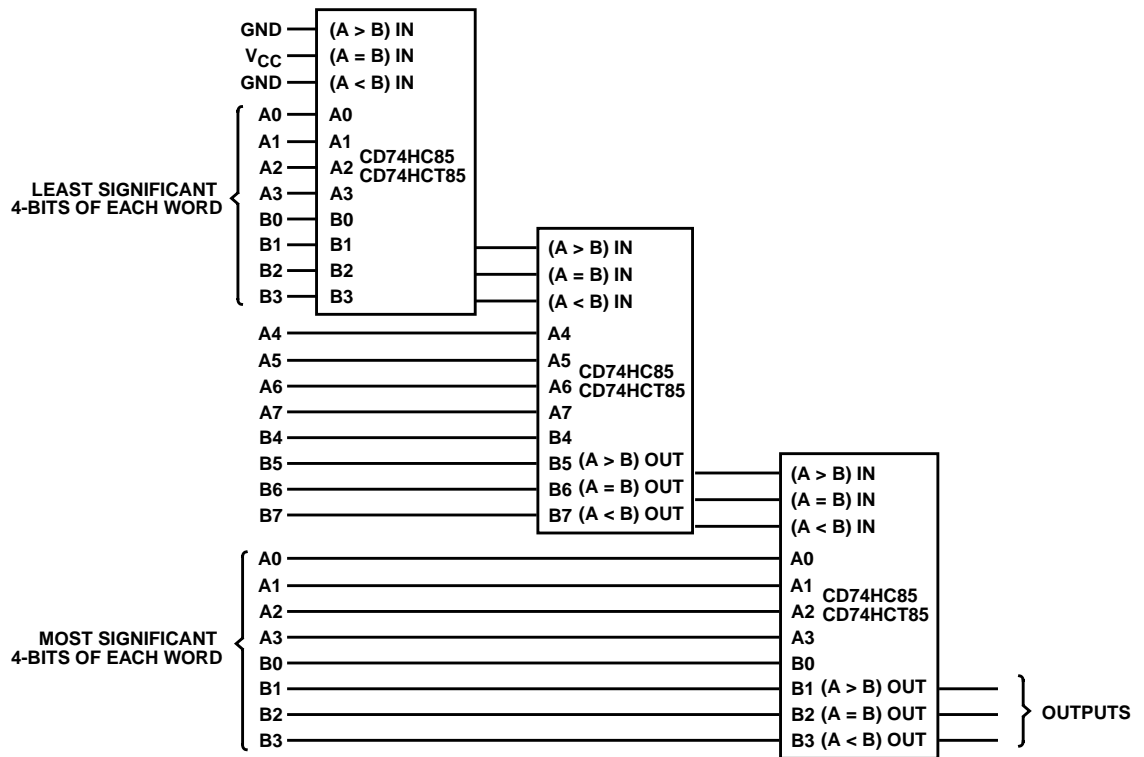 GND
(A > B) IN
VCC
(A = B) IN
GND
(A < B) IN
LEAST SIGNIFICANT
4-BITS OF EACH WORD
A0
A1
A2
A3
B0
B1
B2
B3
A0
A1
A2
A3
B0
B1
B2
B3
CD74HC85
CD74HCT85
(A > B) IN
(A = B) IN
(A < B) IN
A4
A5
A6
A7
B4
B5
B6
B7
A4
A5
A6
A7
B4
B5 (A > B) OUT
B6 (A = B) OUT
B7 (A < B) OUT
CD74HC85
CD74HCT85
(A > B) IN
(A = B) IN
(A < B) IN
MOST SIGNIFICANT
4-BITS OF EACH WORD
A0
A1
A2
A3
B0
B1
B2
B3
A0
A1
A2
A3
B0
B1 (A > B) OUT
B2 (A = B) OUT
B3 (A < B) OUT
CD74HC85
CD74HCT85
OUTPUTS